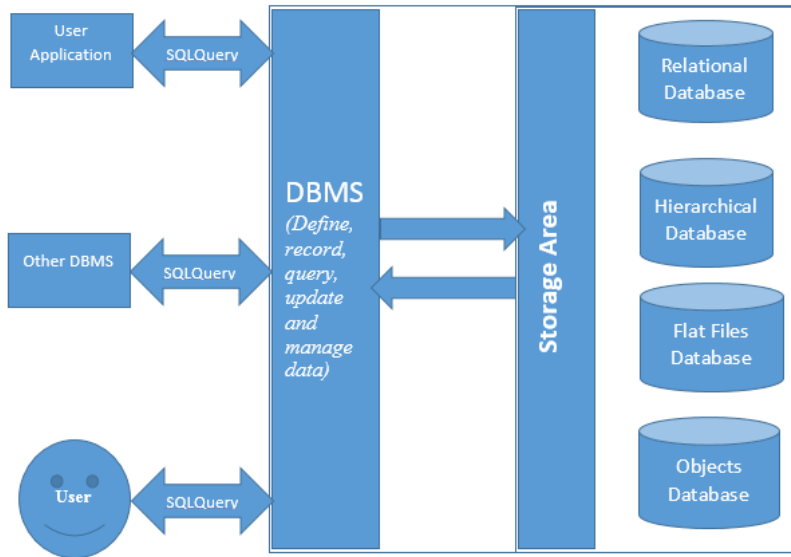 User
Application
SQLQuery
Other DBMS
SQLQuery
User
SQLQuery
DBMS
(Define,
record,
query,
update
and
manage
data)
Storage Area
Relational
Database
Hierarchical
Database
Flat Files
Database
Objects
Database